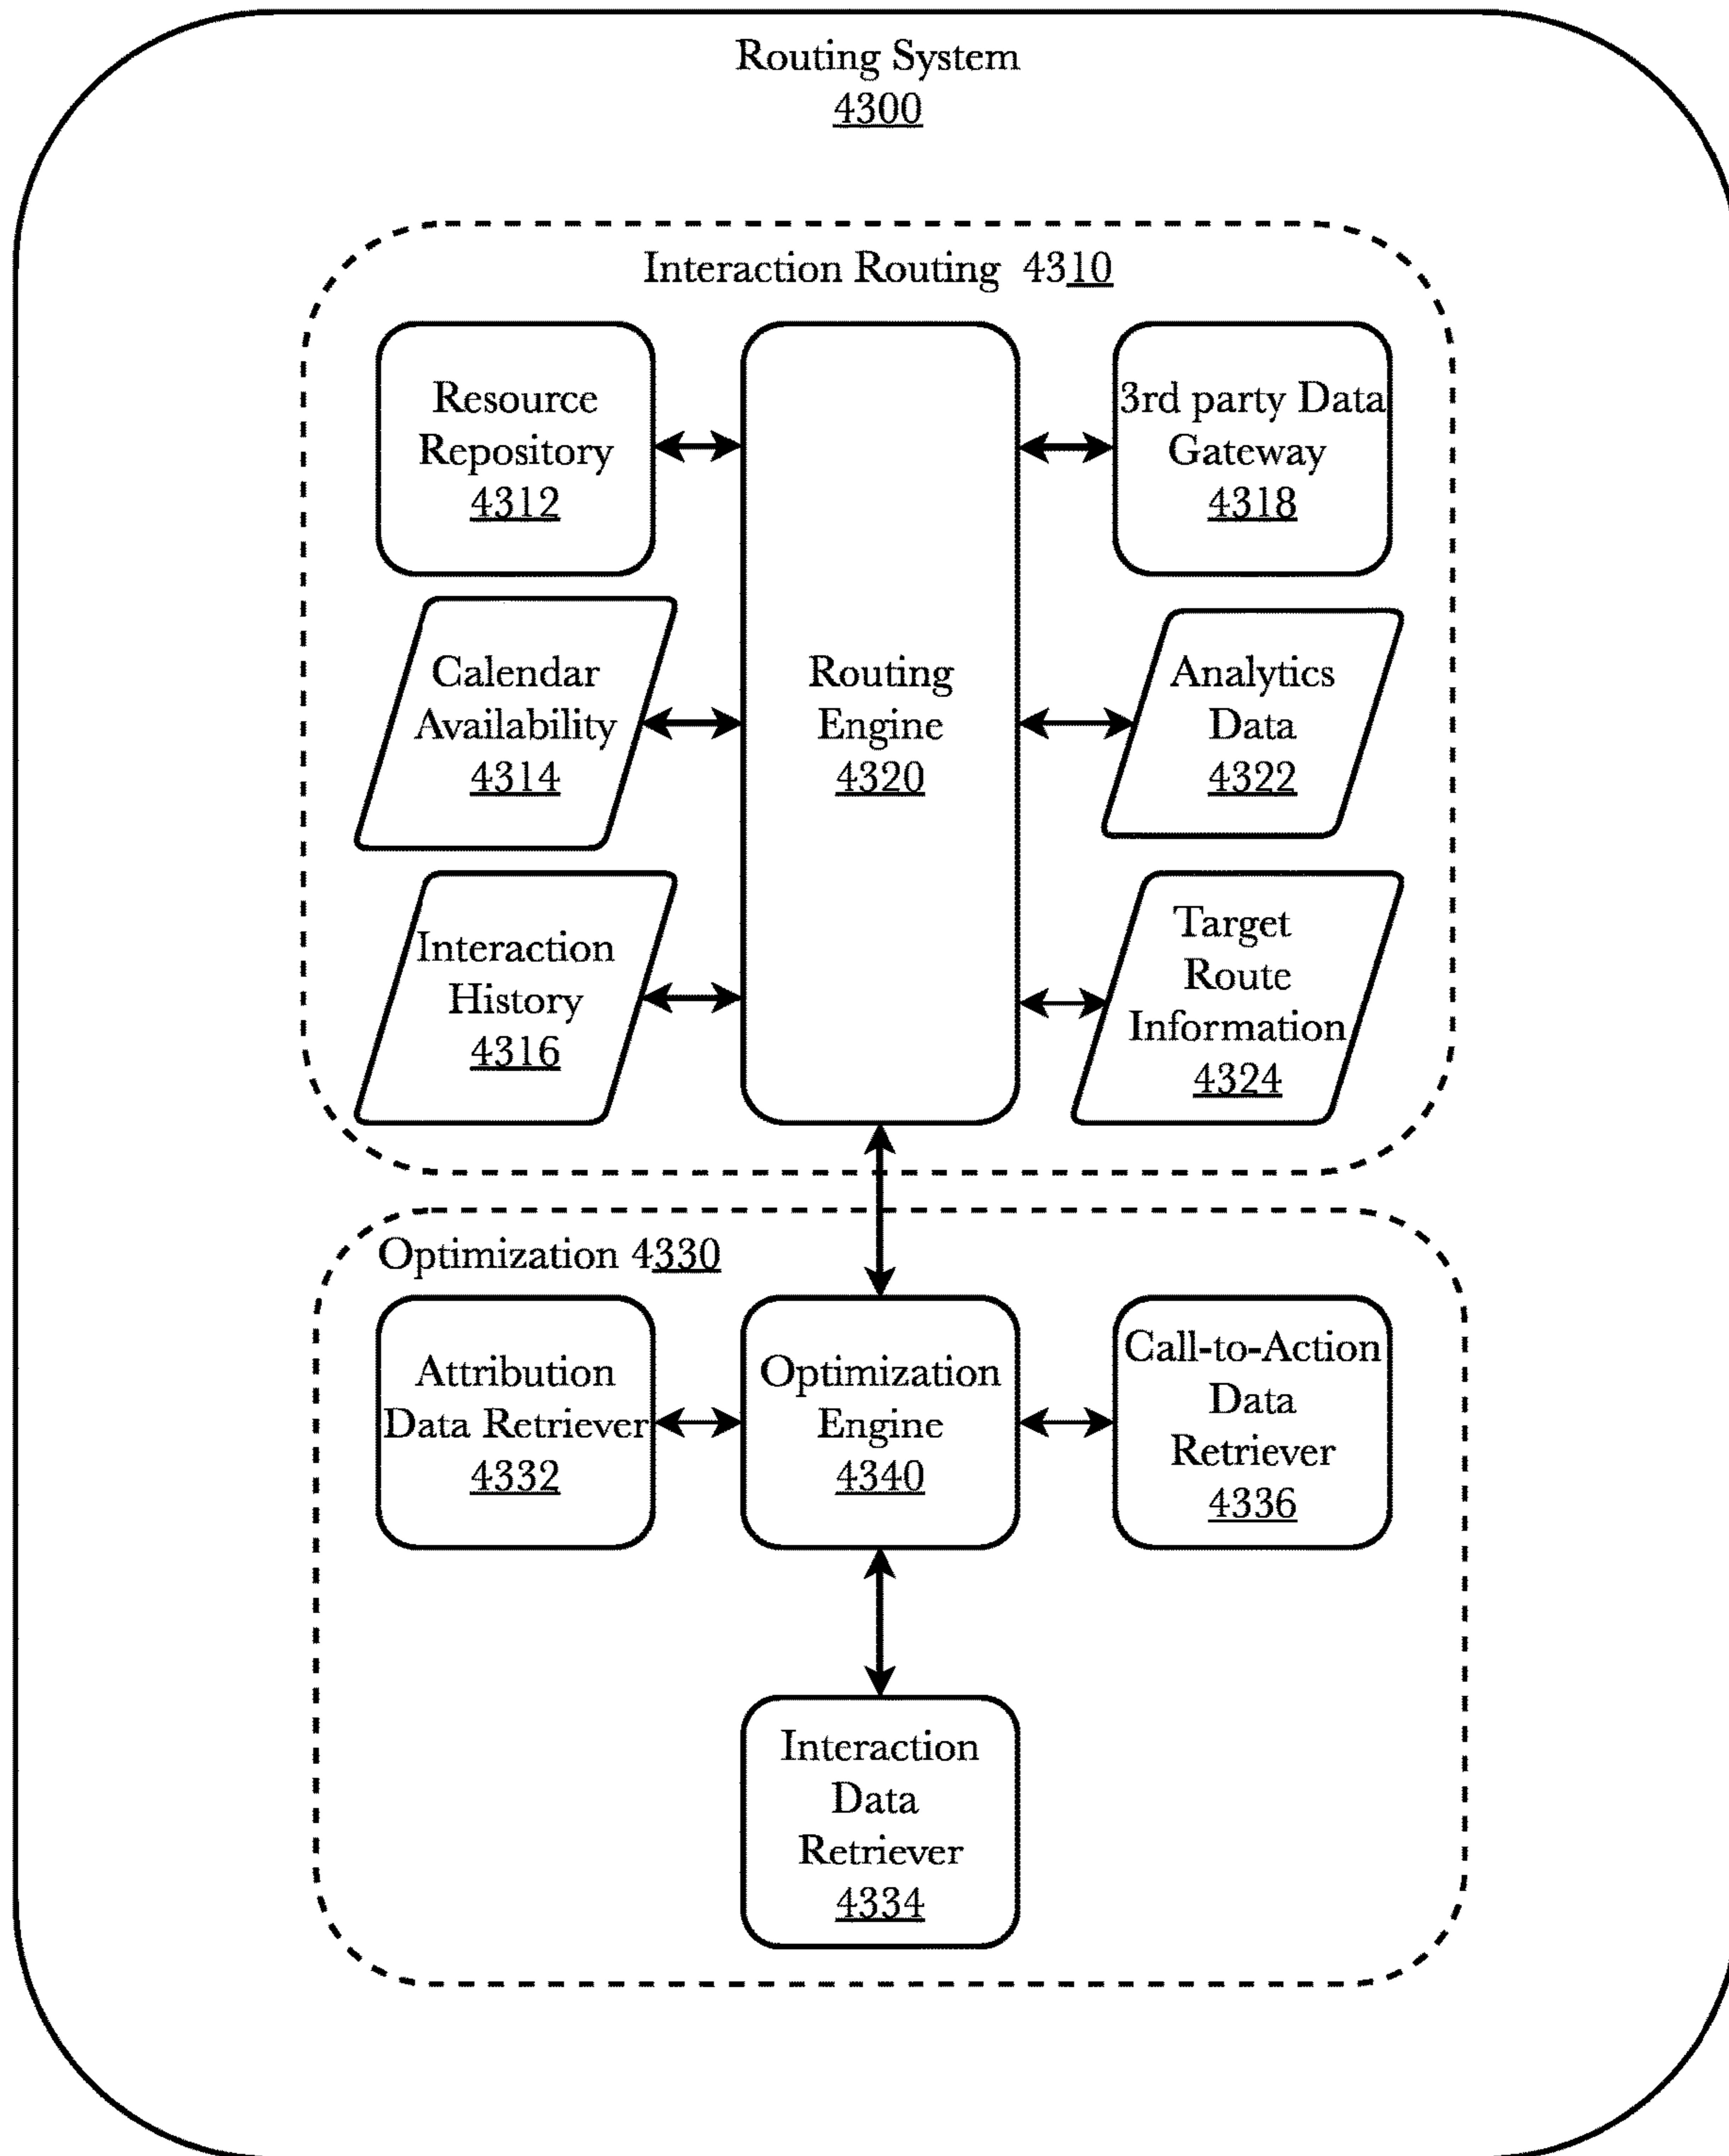 Routing System
4300
Interaction Routing 4310
Resource
Repository
4312
3rd party Data
Gateway
4318
Calendar
Availability
4314
Routing
Engine
4320
Analytics
Data
4322
Interaction
History
4316
Target
Route
Information
4324
Optimization 4330
Attribution
Data Retriever
4332
Optimization
Engine
4340
Call-to-Action
Data
Retriever
4336
Interaction
Data
Retriever
4334